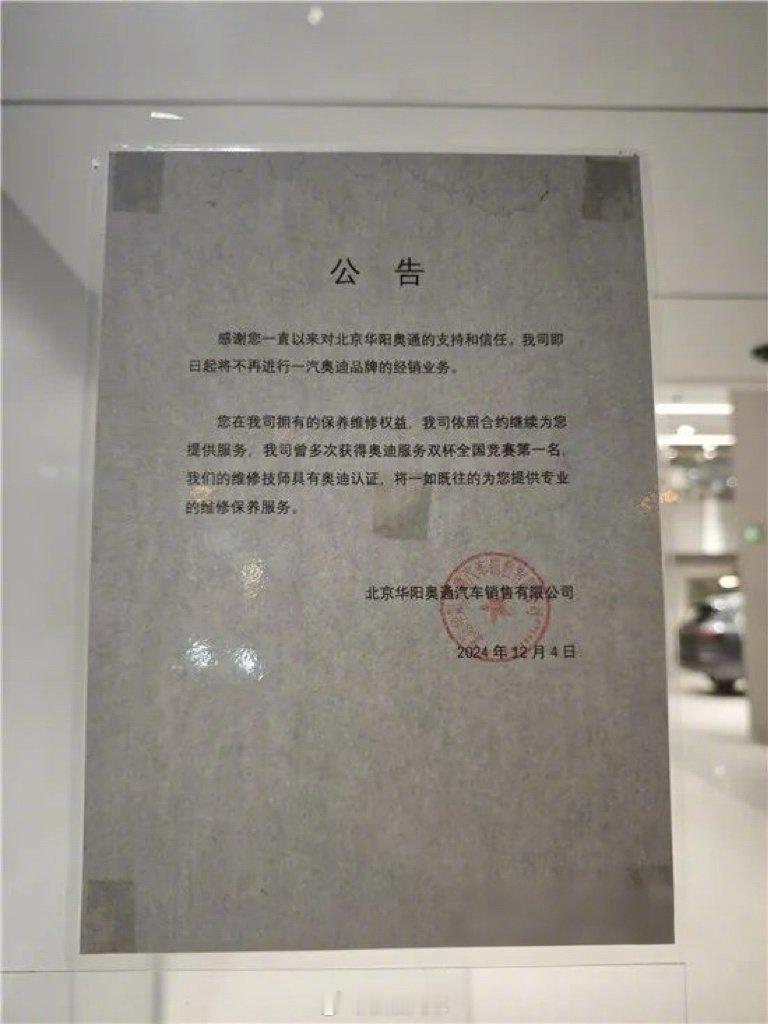 公 告
感谢您一直以来对北京华阳奥通的支持和信任。我司即
日起将不再进行一汽奥迪品牌的经销业务。
您在我司拥有的保养维修权益，我司依照合约继续为您
提供服务，我司曾多次获得奥迪服务双杯全国竞赛第一名，
我们的维修技师具有奥迪认证，将一如既往的为您提供专业
的维修保养服务。
北京华阳奥通汽车销售有限公司
2024 年 12 月 4 日